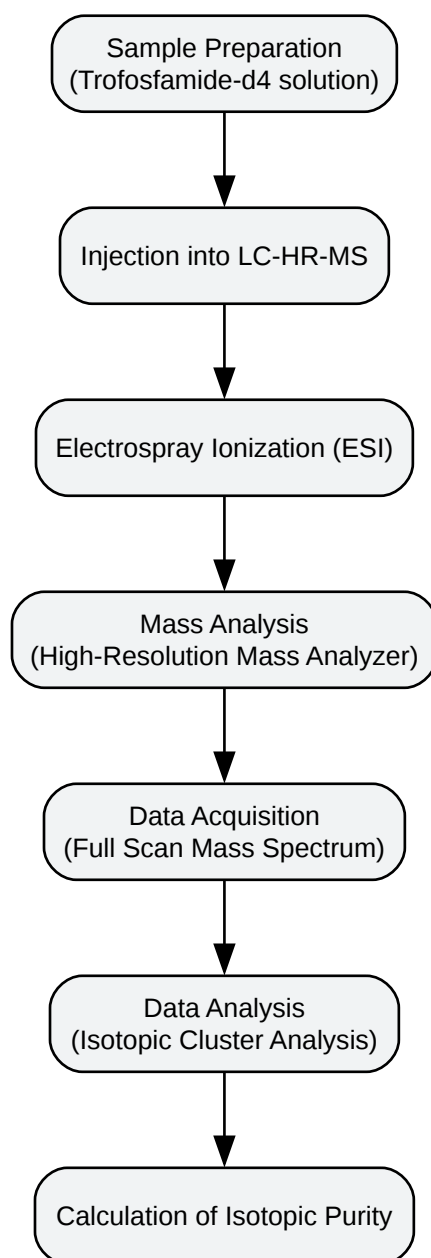 Sample Preparation
(Trofosfamide-d4 solution)
Injection into LC-HR-MS
Electrospray Ionization (ESI)
Mass Analysis
(High-Resolution Mass Analyzer)
Data Acquisition
(Full Scan Mass Spectrum)
Data Analysis
(Isotopic Cluster Analysis)
Calculation of Isotopic Purity